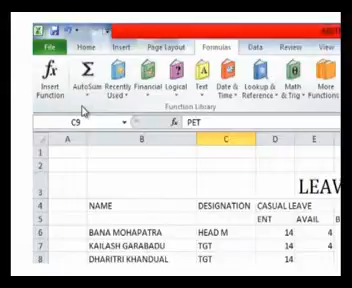 File Home Insert Page Layout Formulas Data Review View
fx Σ A θ
Insert Function AutoSum Recently Used Financial Logical Text Date & Time Lookup & Reference Math & Trig More Functions
Function Library
C9 fx PET
A B C D E
1
2
3 LEAV
4 NAME DESIGNATION CASUAL LEAVE
5 ENT AVAIL B
6 BANA MOHAPATRA HEAD M 14 4
7 KAILASH GARABADU TGT 14 4
8 DHARITRI KHANDUAL TGT 14